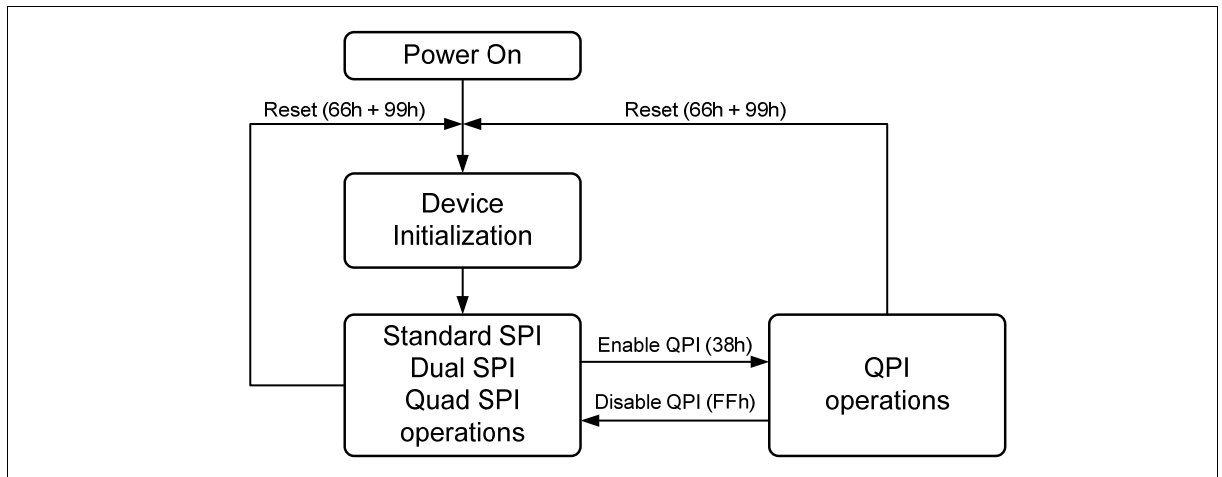 Power On
Reset (66h + 99h)
Reset (66h + 99h)
Device
Initialization
Standard SPI
Dual SPI
Quad SPI
operations
Enable QPI (38h)
Disable QPI (FFh)
QPI
operations